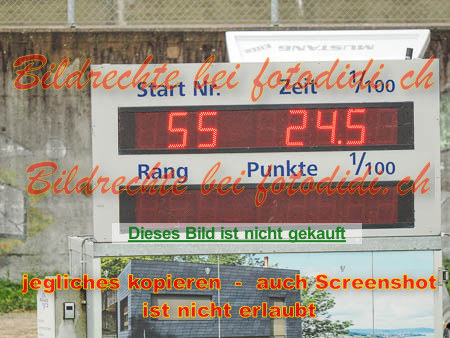 MUSTANG
Bildrechte bei fotodidi.ch
Start Nr. Zeit 1/100
55 24.5
Bildrechte bei fotodidi.ch
Rang Punkte 1/100
Dieses Bild ist nicht gekauft
jegliches kopieren - auch Screenshot
ist nicht erlaubt